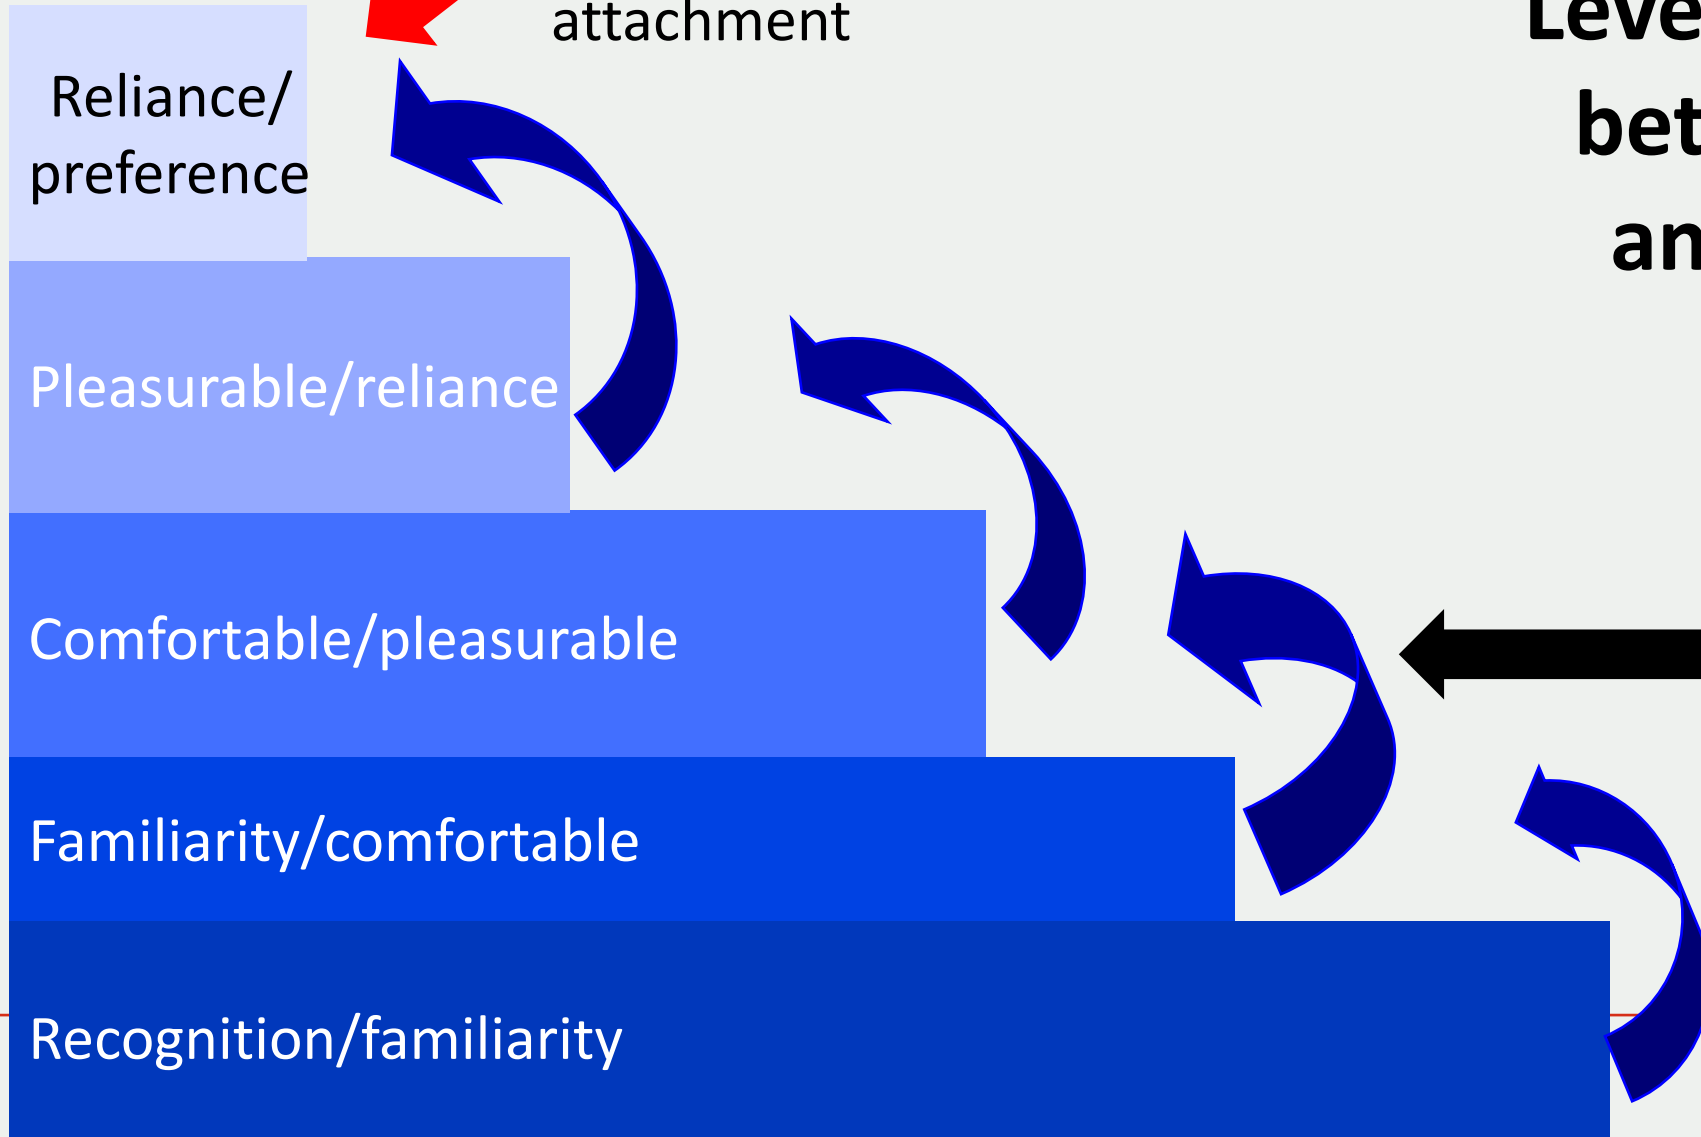 attachment
Reliance/
preference
Pleasurable/reliance
Comfortable/pleasurable
Familiarity/comfortable
Recognition/familiarity